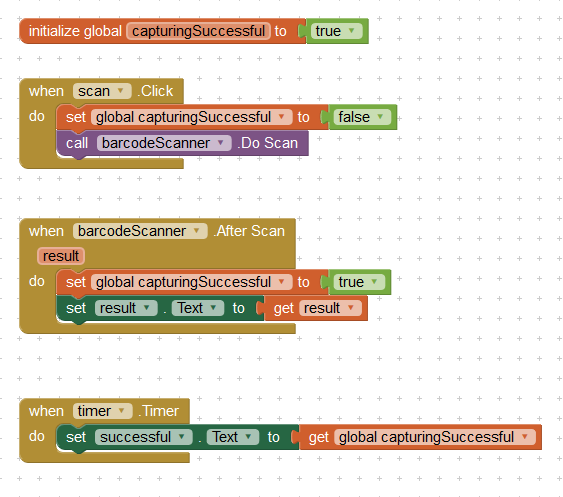 initialize global capturingSuccessful to true
when scan .Click
do set global capturingSuccessful to false
call barcodeScanner .Do Scan
when barcodeScanner .After Scan
result
do set global capturingSuccessful to true
set result . Text to get result
when timer .Timer
do set successful . Text to get global capturingSuccessful